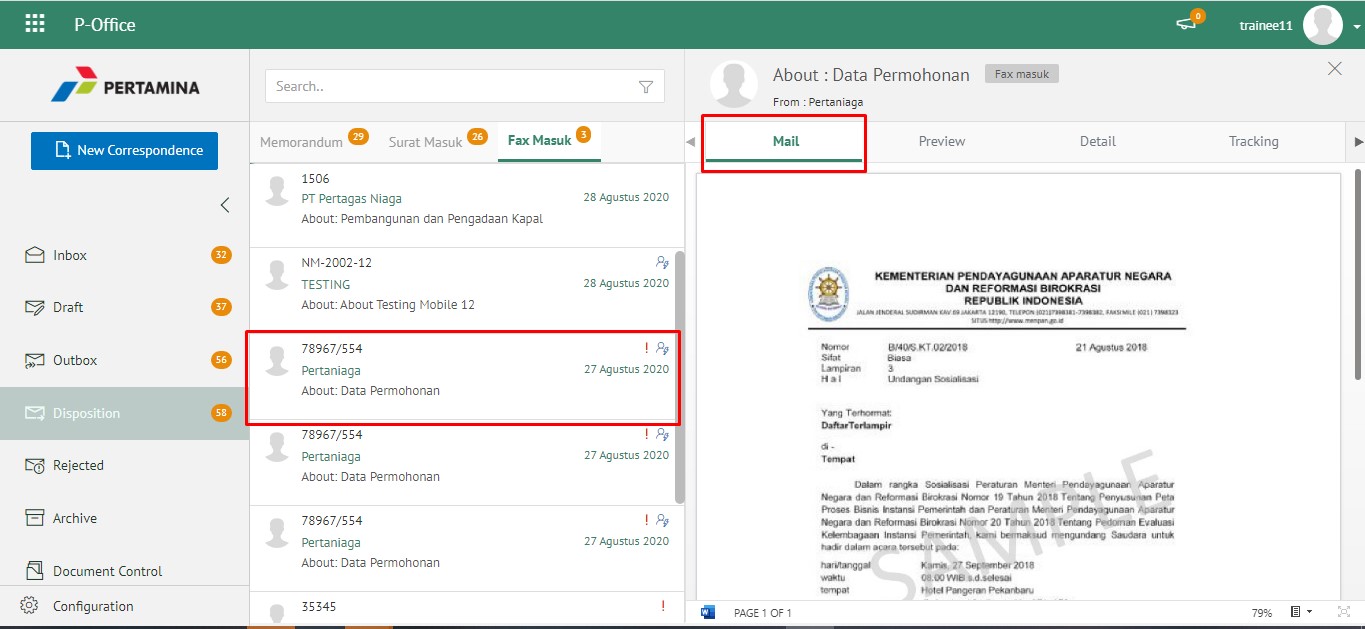 P-Office
0
trainee11
PERTAMINA
New Correspondence
Inbox 32
Draft 37
Outbox 56
Disposition 58
Rejected
Archive
Document Control
Configuration
Search..
Memorandum 29 Surat Masuk 26 Fax Masuk 3
1506
PT Pertagas Niaga 28 Agustus 2020
About: Pembangunan dan Pengadaan Kapal
NM-2002-12
TESTING 28 Agustus 2020
About: About Testing Mobile 12
78967/554 !
Pertaniaga 27 Agustus 2020
About: Data Permohonan
78967/554 !
Pertaniaga 27 Agustus 2020
About: Data Permohonan
78967/554 !
Pertaniaga 27 Agustus 2020
About: Data Permohonan
35345 !
About : Data Permohonan Fax masuk
From : Pertaniaga
Mail Preview Detail Tracking
KEMENTERIAN PENDAYAGUNAAN APARATUR NEGARA
DAN REFORMASI BIROKRASI
REPUBLIK INDONESIA
JALAN JENDERAL SUDIRMAN KAV 69 JAKARTA 12190, TELEPON (021)7398381-7398382, FAKSIMILE (021) 7398323
SITUS http://www.menpan.go.id
Nomor B/40/S.KT.02/2018 21 Agustus 2018
Sifat Biasa
Lampiran 3
H a l Undangan Sosialisasi
Yang Terhormat:
DaftarTerlampir
di -
Tempat
Dalam rangka Sosialisasi Peraturan Menteri Pendayagunaan Aparatur
Negara dan Reformasi Birokrasi Nomor 19 Tahun 2018 Tentang Penyusunan Peta
Proses Bisnis Instansi Pemerintah dan Peraturan Menteri Pendayagunaan Aparatur
Negara dan Reformasi Birokrasi Nomor 20 Tahun 2018 Tentang Pedoman Evaluasi
Kelembagaan Instansi Pemerintah, kami bermaksud mengundang Saudara untuk
hadir dalam acara tersebut pada:
hari/tanggal Kamis, 27 September 2018
waktu 08.00 WIB s.d.selesai
tempat Hotel Pangeran Pekanbaru
SAMPLE
PAGE 1 OF 1 79%